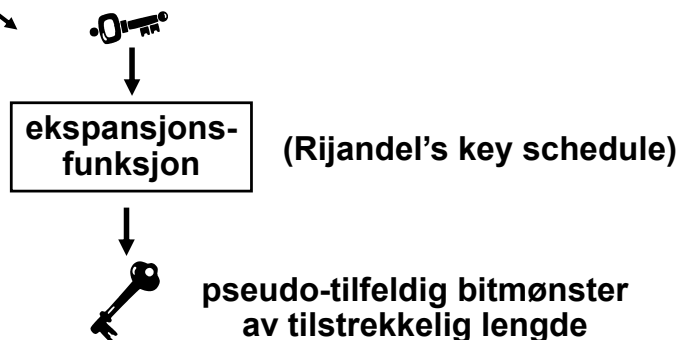 ekspansjons-
funksjon
(Rijandel's key schedule)
pseudo-tilfeldig bitmønster
av tilstrekkelig lengde